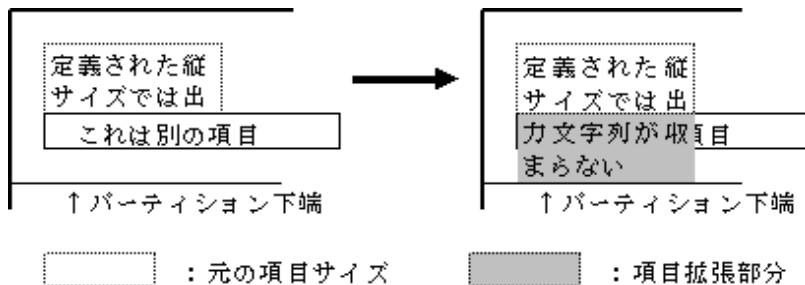 定義された縦
サイズでは出
これは別の項目
↑パーティション下端
定義された縦
サイズでは出
力文字列が収
項目
まらない
↑パーティション下端
：元の項目サイズ
：項目拡張部分